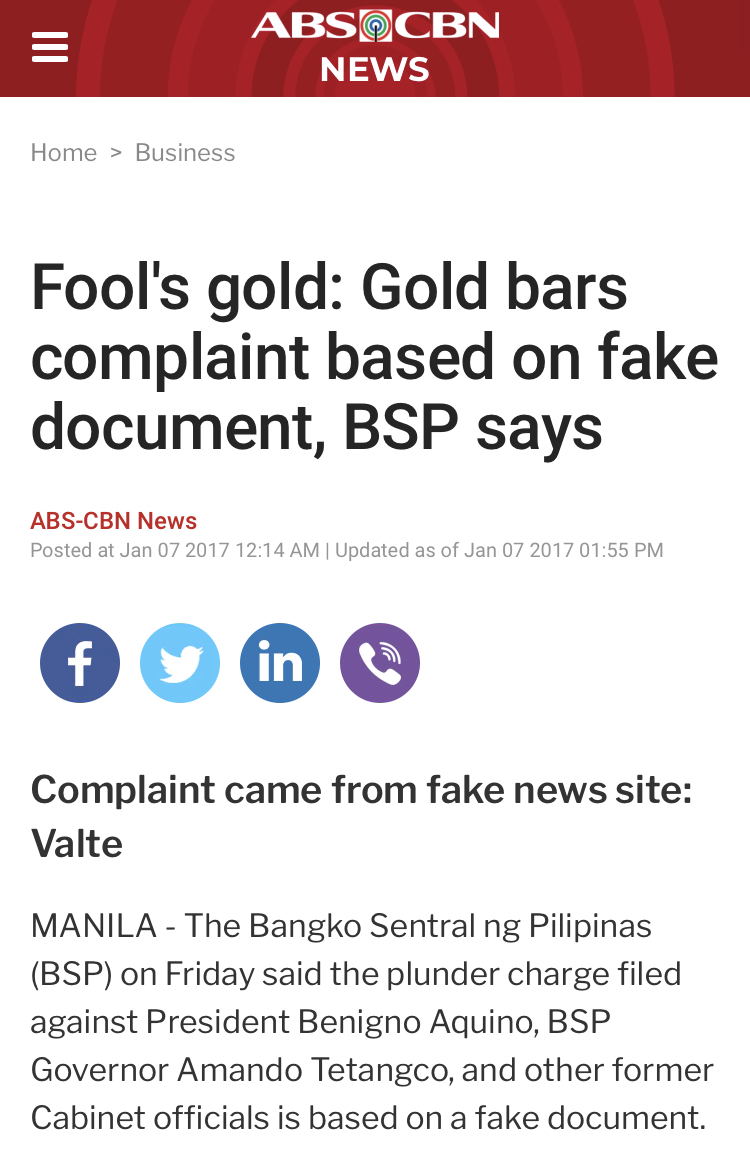 ABS CBN
NEWS
Home > Business
Fool's gold: Gold bars
complaint based on fake
document, BSP says
ABS-CBN News
Posted at Jan 07 2017 12:14 AM | Updated as of Jan 07 2017 01:55 PM
f
in
Complaint came from fake news site:
Valte
MANILA - The Bangko Sentral ng Pilipinas
(BSP) on Friday said the plunder charge filed
against President Benigno Aquino, BSP
Governor Amando Tetangco, and other former
Cabinet officials is based on a fake document.